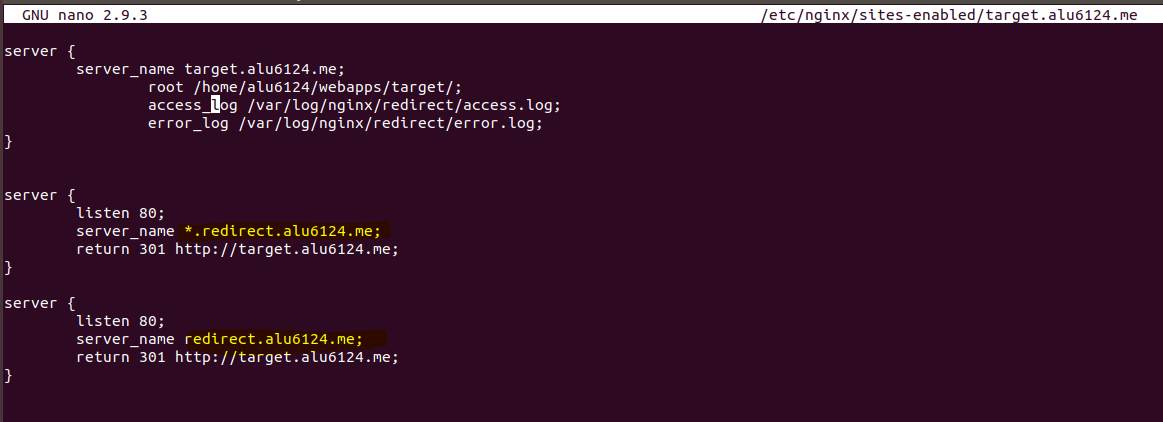 GNU nano 2.9.3 /etc/nginx/sites-enabled/target.alu6124.me
server {
server_name target.alu6124.me;
root /home/alu6124/webapps/target/;
access_log /var/log/nginx/redirect/access.log;
error_log /var/log/nginx/redirect/error.log;
}
server {
listen 80;
server_name *.redirect.alu6124.me;
return 301 http://target.alu6124.me;
}
server {
listen 80;
server_name redirect.alu6124.me;
return 301 http://target.alu6124.me;
}